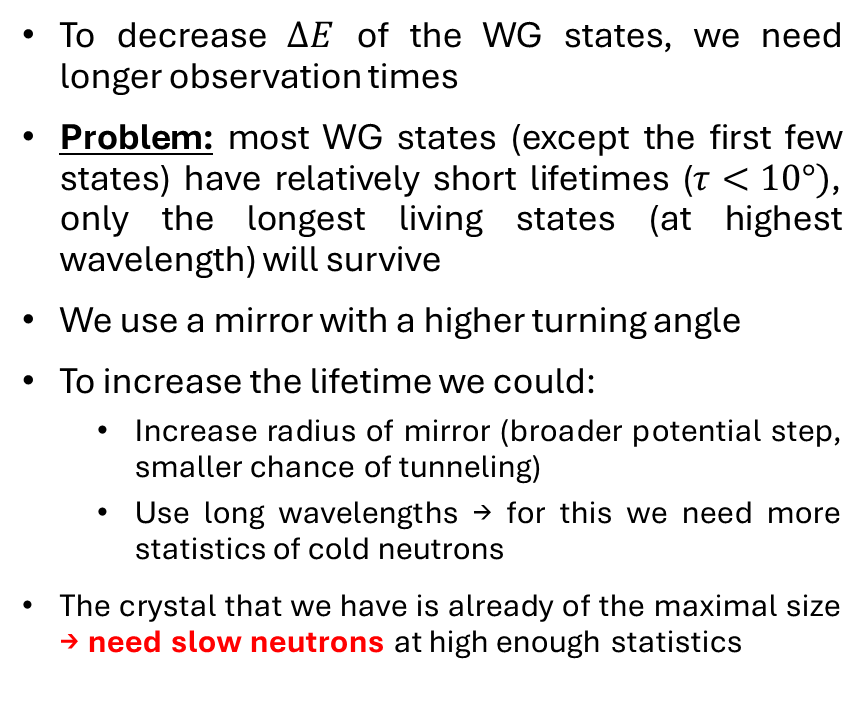 • To decrease Δ𝐸 of the WG states, we need
longer observation times
• Problem: most WG states (except the first few
states) have relatively short lifetimes (𝜏 < 10°),
only the longest living states (at highest
wavelength) will survive
• We use a mirror with a higher turning angle
• To increase the lifetime we could:
• Increase radius of mirror (broader potential step,
smaller chance of tunneling)
• Use long wavelengths → for this we need more
statistics of cold neutrons
• The crystal that we have is already of the maximal size
→ need slow neutrons at high enough statistics